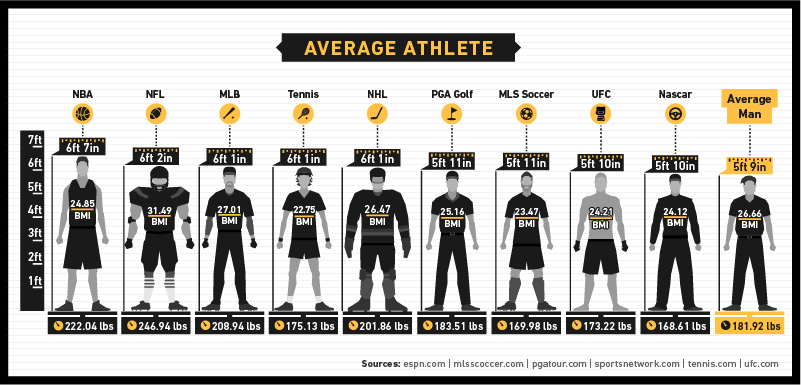 AVERAGE ATHLETE
NBA
NFL
MLB
Tennis
NHL
PGA Golf
MLS Soccer
UFC
Nascar
Average
Man
7ft
6ft
5ft
4ft
3ft
2ft
1ft
6ft 7in
6ft 2in
6ft 1in
6ft 1in
6ft 1in
5ft 11in
5ft 11in
5ft 10in
5ft 10in
5ft 9in
24.85
BMI
31.49
BMI
27.01
BMI
22.75
BMI
26.47
BMI
25.16
BMI
23.47
BMI
24.21
BMI
24.12
BMI
26.66
BMI
222.04 lbs
246.94 lbs
208.94 lbs
175.13 lbs
201.86 lbs
183.51 lbs
169.98 lbs
173.22 lbs
168.61 lbs
181.92 lbs
Sources: espn.com | mlsscoccer.com | pgatour.com | sportsnetwork.com | tennis.com | ufc.com